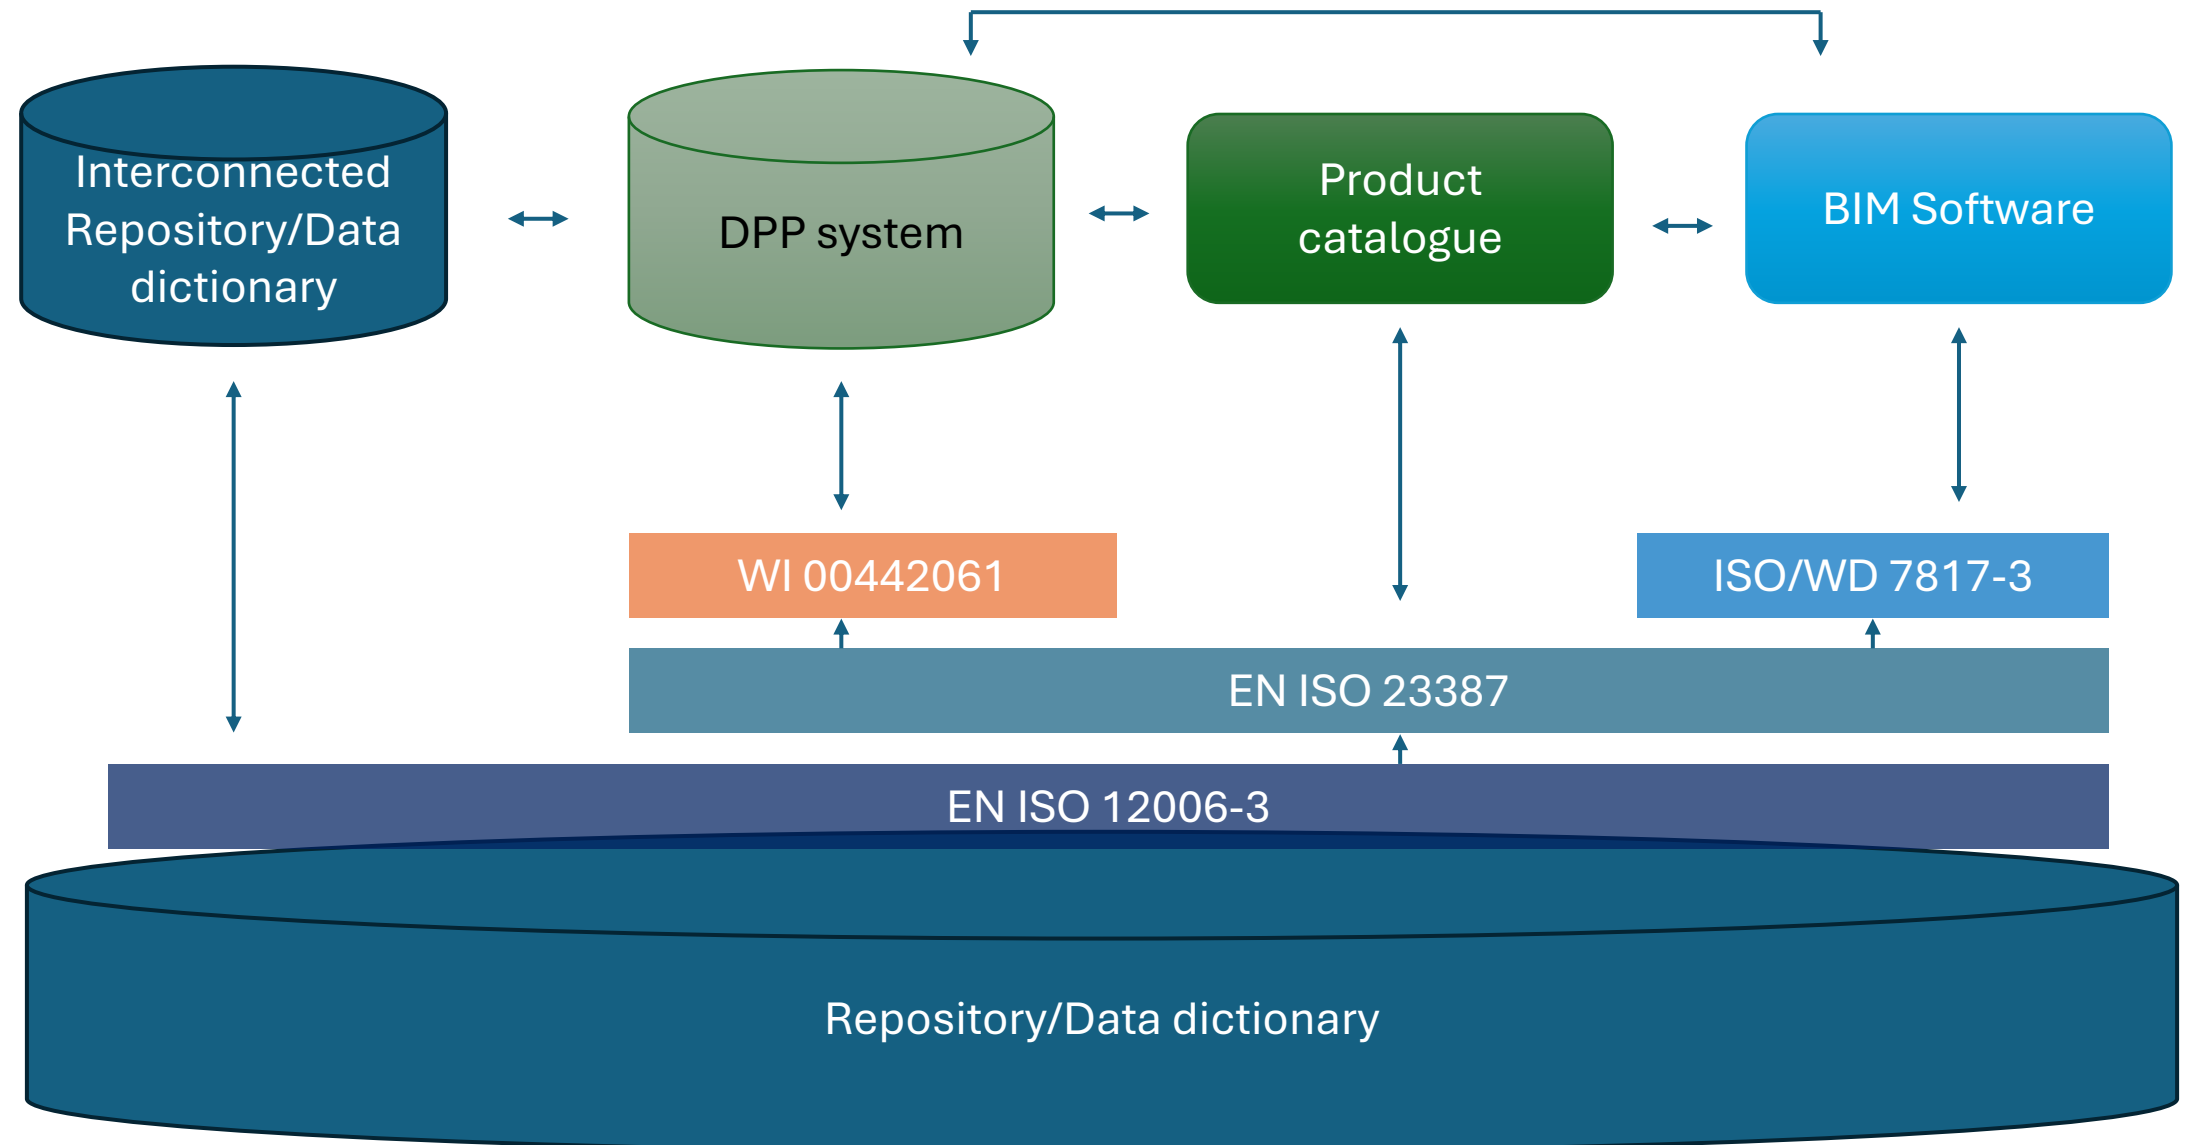 Interconnected
Repository/Data
dictionary
DPP system
Product
catalogue
BIM Software
WI 00442061
ISO/WD 7817-3
EN ISO 23387
EN ISO 12006-3
Repository/Data dictionary